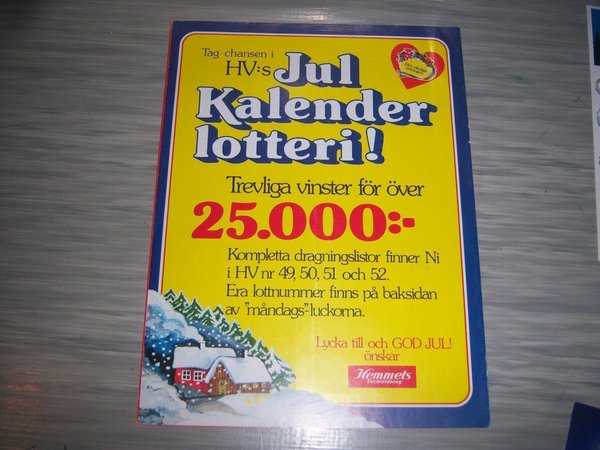 Tag chansen i
HV:s Jul
Kalender
lotteri!
Trevliga vinster för över
25.000:-
Kompletta dragningslistor finner Ni
i HV nr 49, 50, 51 och 52.
Era lottnummer finns på baksidan
av "måndags"-luckorna.
Lycka till och GOD JUL!
önskar
Hemmets
Veckotidning